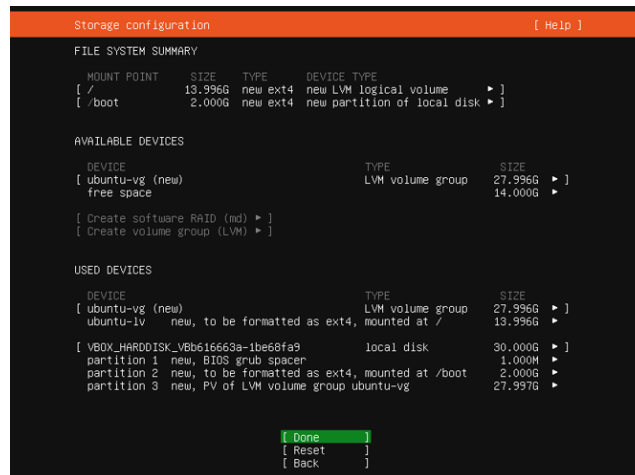 Storage configuration [ Help ]
FILE SYSTEM SUMMARY
MOUNT POINT SIZE TYPE DEVICE TYPE
[ / 13.996G new ext4 new LVM logical volume ▸ ]
[ /boot 2.000G new ext4 new partition of local disk ▸ ]
AVAILABLE DEVICES
DEVICE TYPE SIZE
[ ubuntu-vg (new) LVM volume group 27.996G ▸ ]
free space 14.000G ▸
[ Create software RAID (md) ▸ ]
[ Create volume group (LVM) ▸ ]
USED DEVICES
DEVICE TYPE SIZE
[ ubuntu-vg (new) LVM volume group 27.996G ▸ ]
ubuntu-lv new, to be formatted as ext4, mounted at / 13.996G ▸
[ VBOX_HARDDISK_VBb616663a-1be68fa9 local disk 30.000G ▸ ]
partition 1 new, BIOS grub spacer 1.000M ▸
partition 2 new, to be formatted as ext4, mounted at /boot 2.000G ▸
partition 3 new, PV of LVM volume group ubuntu-vg 27.997G ▸
[ Done ]
[ Reset ]
[ Back ]